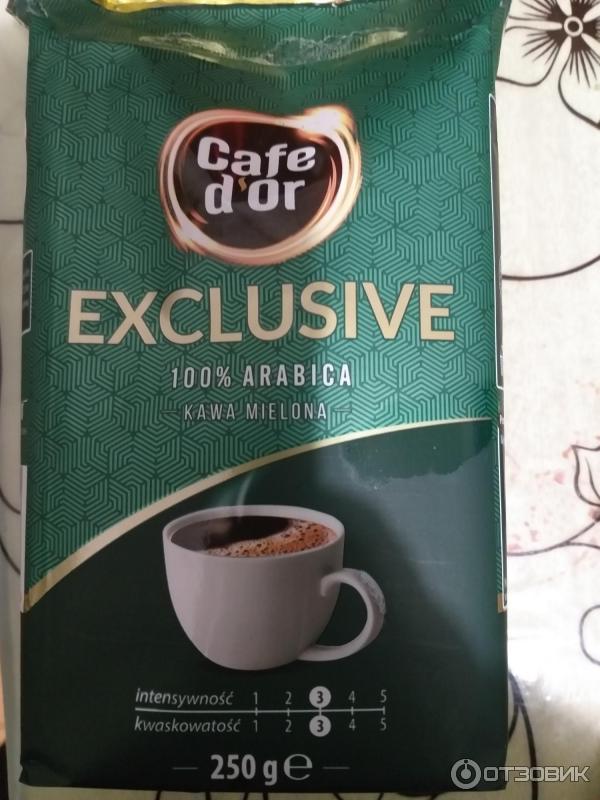 Cafe
d'Or
EXCLUSIVE
100% ARABICA
KAWA MIELONA
intensywność 1 2 3 4 5
kwaskowatość 1 2 3 4 5
250 g ℮
ОТЗОВИК